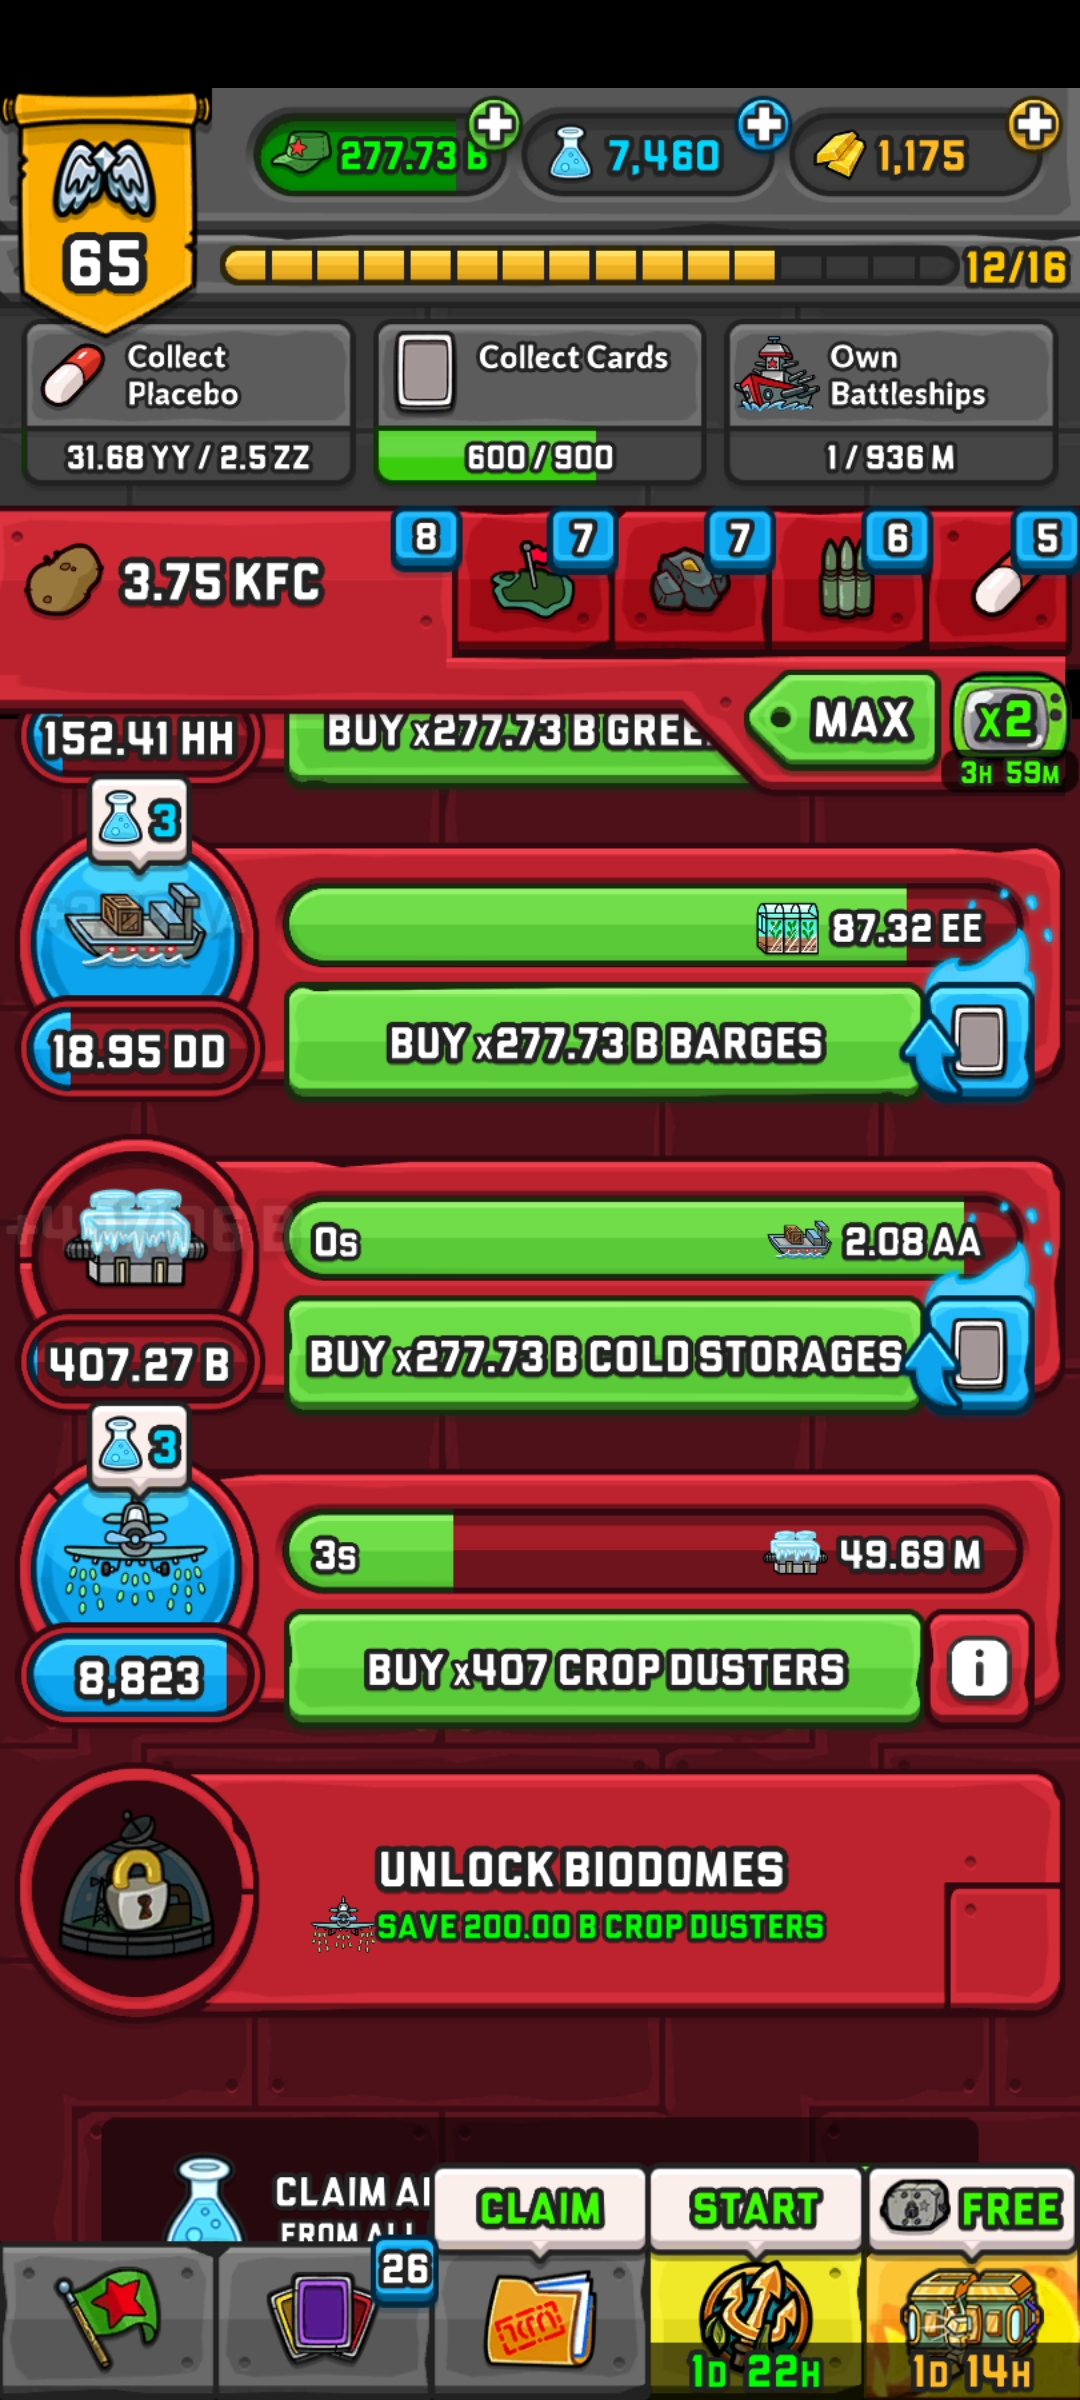 277.73 B
7,460
1,175
65
12/16
Collect
Placebo
Collect Cards
Own
Battleships
31.68 YY / 2.5 ZZ
600 / 900
1 / 936 M
3.75 KFC
8
7
7
6
5
MAX
x2
3H 59M
152.41 HH
BUY x277.73 B GREE
3
87.32 EE
18.95 DD
BUY x277.73 B BARGES
0s
2.08 AA
407.27 B
BUY x277.73 B COLD STORAGES
3
3s
49.69 M
8,823
BUY x407 CROP DUSTERS
i
UNLOCK BIODOMES
SAVE 200.00 B CROP DUSTERS
CLAIM
FROM ALL
CLAIM
START
FREE
26
1D 22H
1D 14H